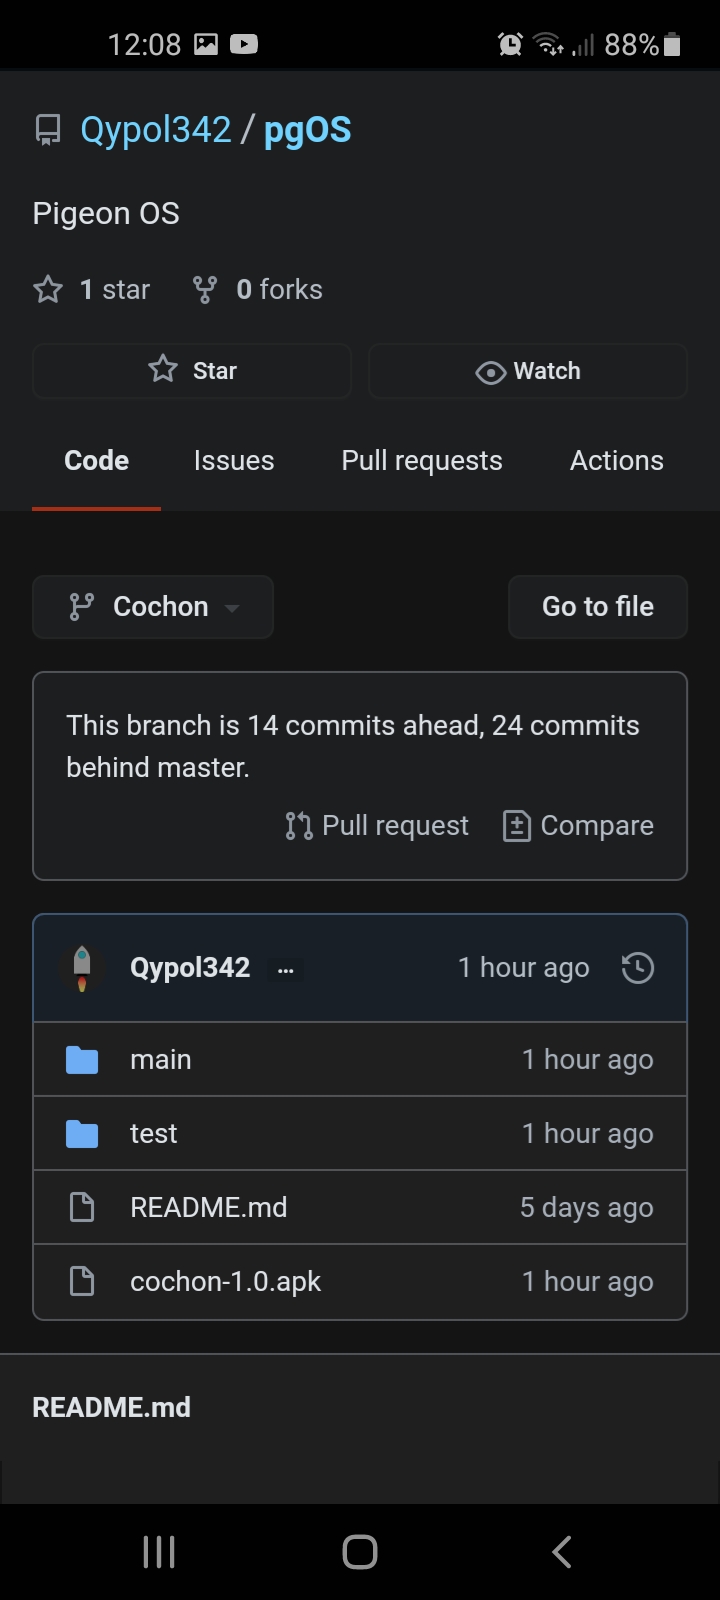 12:08 88%
Qypol342 / pgOS
Pigeon OS
1 star 0 forks
Star Watch
Code Issues Pull requests Actions
Cochon Go to file
This branch is 14 commits ahead, 24 commits
behind master.
Pull request Compare
Qypol342 ... 1 hour ago
main 1 hour ago
test 1 hour ago
README.md 5 days ago
cochon-1.0.apk 1 hour ago
README.md